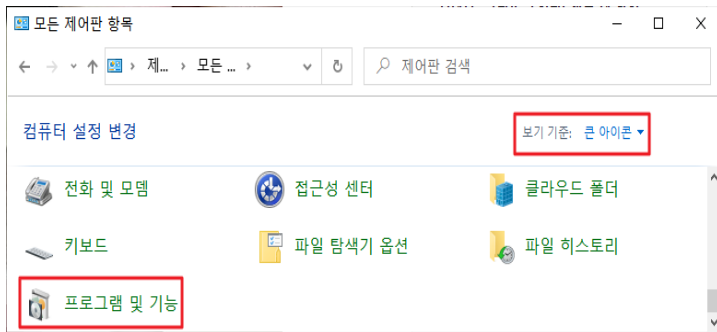 모든 제어판 항목
제... › 모든 ... ›
제어판 검색
컴퓨터 설정 변경
보기 기준: 큰 아이콘
전화 및 모뎀
접근성 센터
클라우드 폴더
키보드
파일 탐색기 옵션
파일 히스토리
프로그램 및 기능